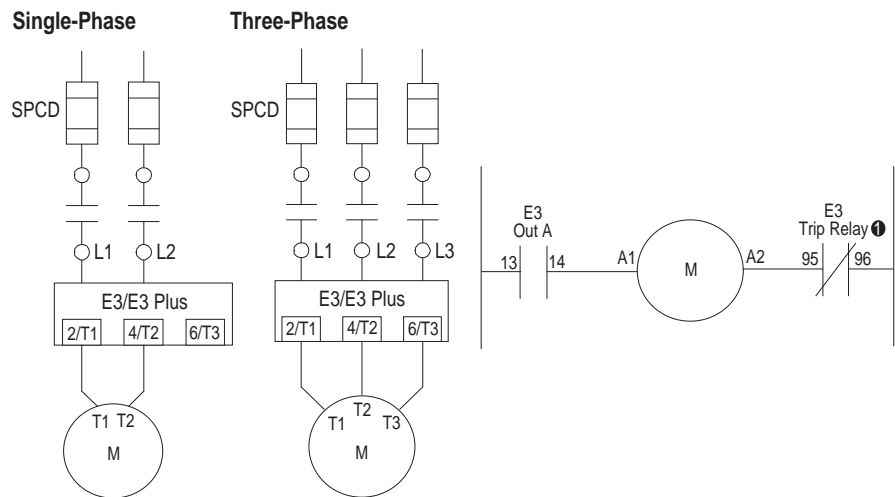 Single-Phase
Three-Phase
SPCD
SPCD
L1
L2
L1
L2
L3
E3/E3 Plus
2/T1
4/T2
6/T3
E3/E3 Plus
2/T1
4/T2
6/T3
T1
T2
M
T1
T2
T3
M
E3
Out A
13
14
A1
M
A2
E3
Trip Relay ❶
95
96